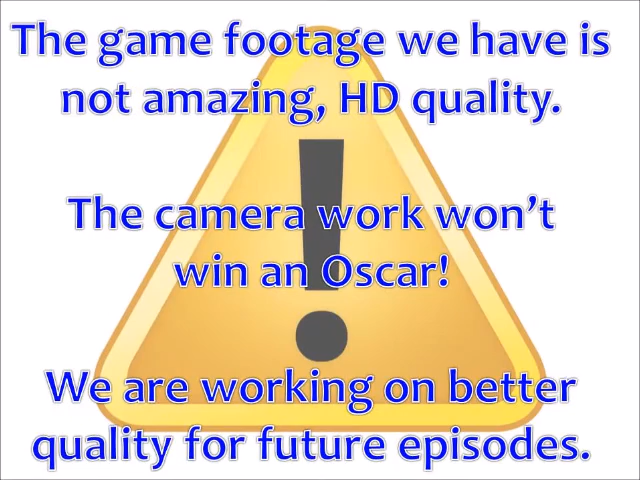 The game footage we have is
not amazing, HD quality.
The camera work won’t
win an Oscar!
We are working on better
quality for future episodes.